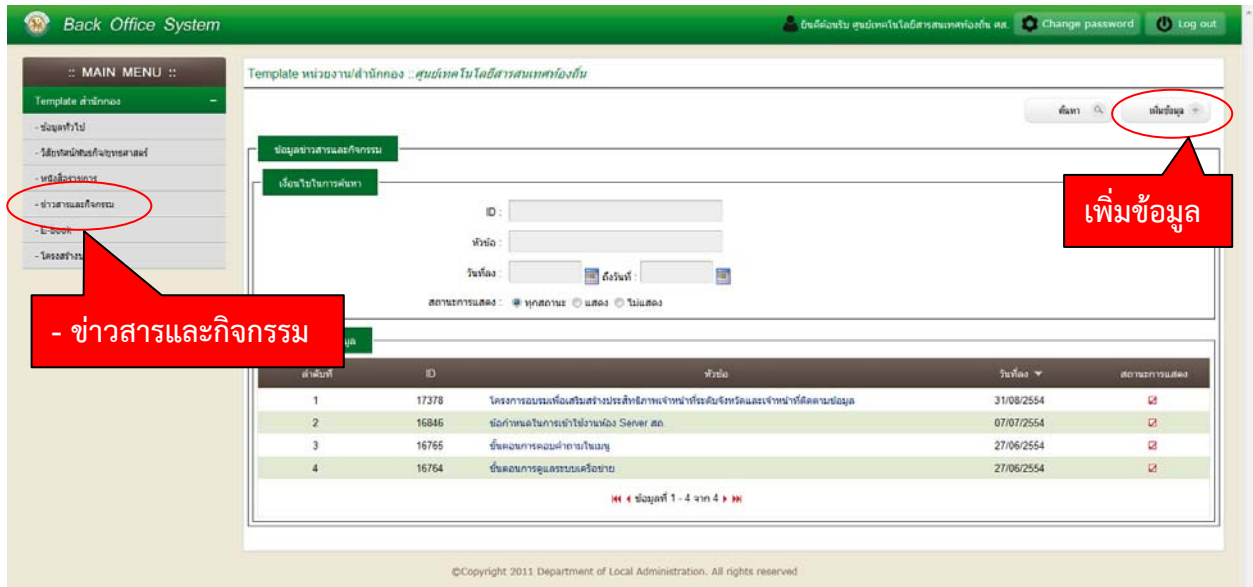 Back Office System
ยินดีต้อนรับ ศูนย์เทคโนโลยีสารสนเทศท้องถิ่น ศส. Change password Log out
:: MAIN MENU ::
Template สำนักกอง
- ข้อมูลทั่วไป
- วิสัยทัศน์/พันธกิจ/ยุทธศาสตร์
- หนังสือราชการ
- ข่าวสารและกิจกรรม
- E-book
- ข่าวสารและกิจกรรม
Template หน่วยงาน/สำนักกอง ::ศูนย์เทคโนโลยีสารสนเทศท้องถิ่น
ค้นหา เพิ่มข้อมูล
เพิ่มข้อมูล
ข้อมูลข่าวสารและกิจกรรม
เงื่อนไขในการค้นหา
ID :
หัวข้อ :
วันที่ลง : ถึงวันที่ :
สถานะการแสดง : ทุกสถานะ แสดง ไม่แสดง
ลำดับที่ ID หัวข้อ วันที่ลง สถานะการแสดง
1 17378 โครงการอบรมเพื่อเสริมสร้างประสิทธิภาพเจ้าหน้าที่ระดับจังหวัดและเจ้าหน้าที่ติดตามข้อมูล 31/08/2554
2 16846 ข้อกำหนดในการเข้าใช้งานห้อง Server สถ. 07/07/2554
3 16765 ขั้นตอนการตอบคำถามในเมนู 27/06/2554
4 16764 ขั้นตอนการดูแลระบบเครือข่าย 27/06/2554
ข้อมูลที่ 1 - 4 จาก 4
©Copyright 2011 Department of Local Administration. All rights reserved